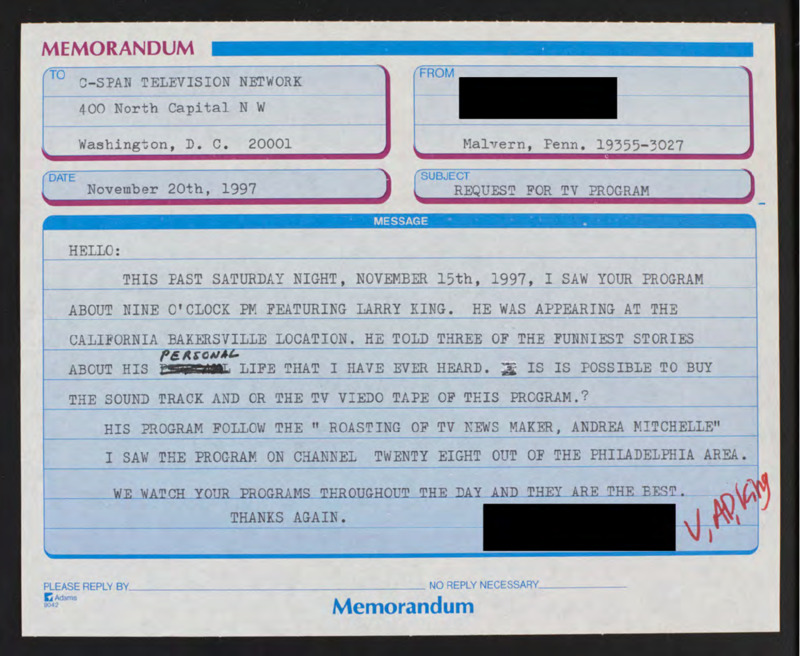 MEMORANDUM
TO
C-SPAN TELEVISION NETWORK
400 North Capital N W
Washington, D. C. 20001
FROM
Malvern, Penn. 19355-3027
DATE
November 20th, 1997
SUBJECT
REQUEST FOR TV PROGRAM
MESSAGE
HELLO:
THIS PAST SATURDAY NIGHT, NOVEMBER 15th, 1997, I SAW YOUR PROGRAM
ABOUT NINE O'CLOCK PM FEATURING LARRY KING. HE WAS APPEARING AT THE
CALIFORNIA BAKERSVILLE LOCATION. HE TOLD THREE OF THE FUNNIEST STORIES
PERSONAL
ABOUT HIS LIFE THAT I HAVE EVER HEARD. IS IS POSSIBLE TO BUY
THE SOUND TRACK AND OR THE TV VIEDO TAPE OF THIS PROGRAM.?
HIS PROGRAM FOLLOW THE " ROASTING OF TV NEWS MAKER, ANDREA MITCHELLE"
I SAW THE PROGRAM ON CHANNEL TWENTY EIGHT OUT OF THE PHILADELPHIA AREA.
WE WATCH YOUR PROGRAMS THROUGHOUT THE DAY AND THEY ARE THE BEST.
THANKS AGAIN.
V, AP, King
PLEASE REPLY BY
NO REPLY NECESSARY
Adams
9042
Memorandum